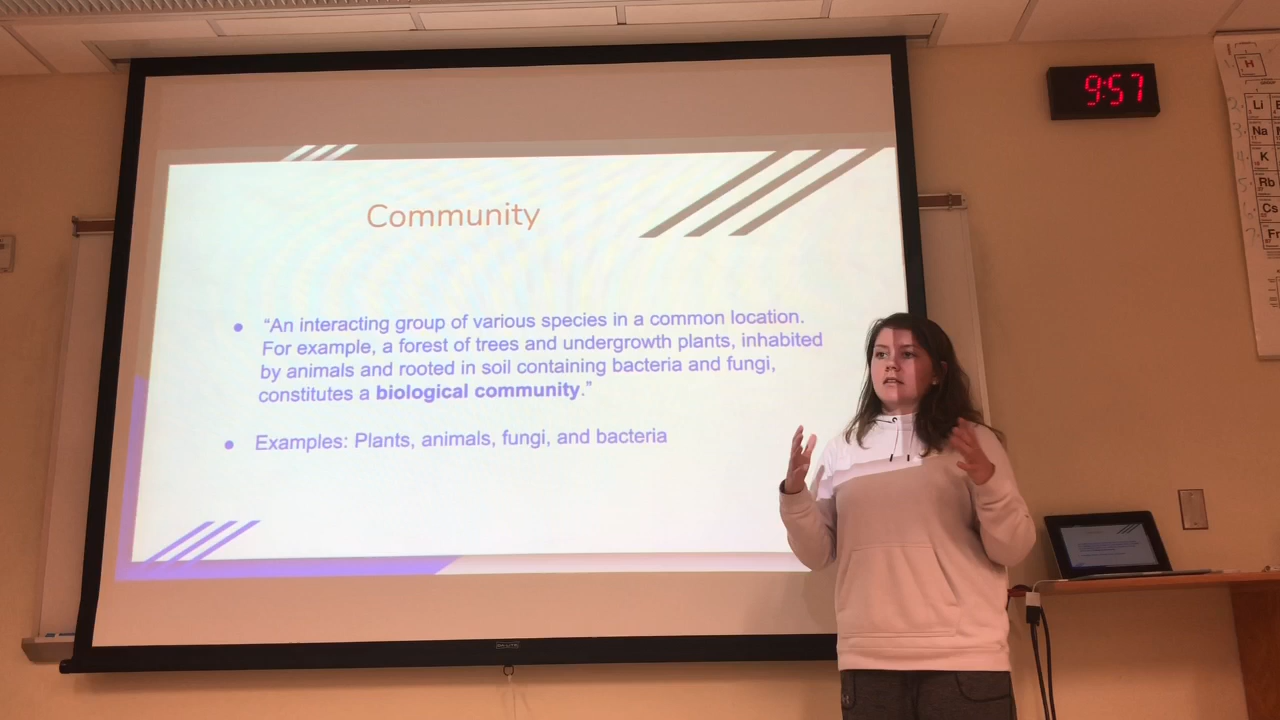 9:57
Community
● “An interacting group of various species in a common location.
For example, a forest of trees and undergrowth plants, inhabited
by animals and rooted in soil containing bacteria and fungi,
constitutes a biological community.”
● Examples: Plants, animals, fungi, and bacteria
H
Li
Na
K
Rb
Cs
Fr